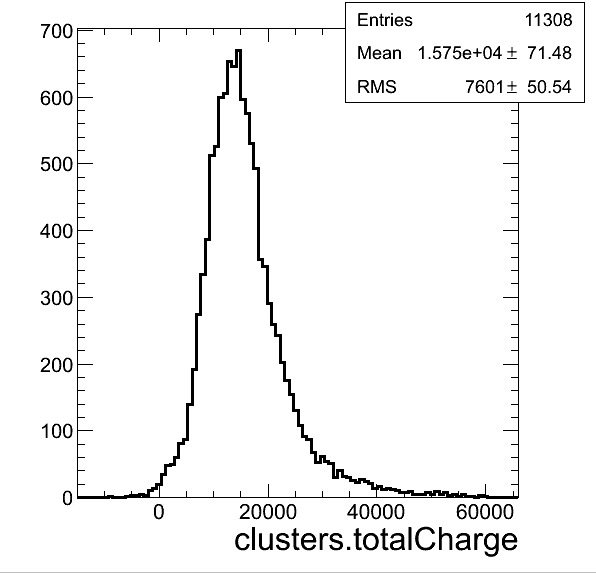 Entries 11308
Mean 1.575e+04 ± 71.48
RMS 7601 ± 50.54
700
600
500
400
300
200
100
0
0 20000 40000 60000
clusters.totalCharge